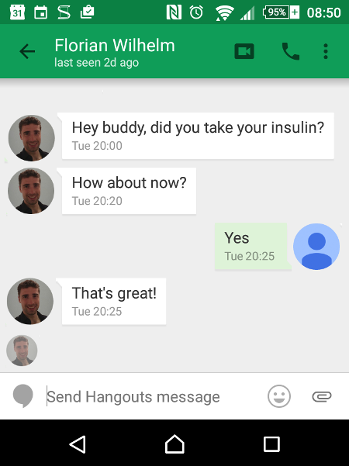 31 95% 08:50
Florian Wilhelm
last seen 2d ago
Hey buddy, did you take your insulin?
Tue 20:00
How about now?
Tue 20:20
Yes
Tue 20:25
That's great!
Tue 20:25
Send Hangouts message